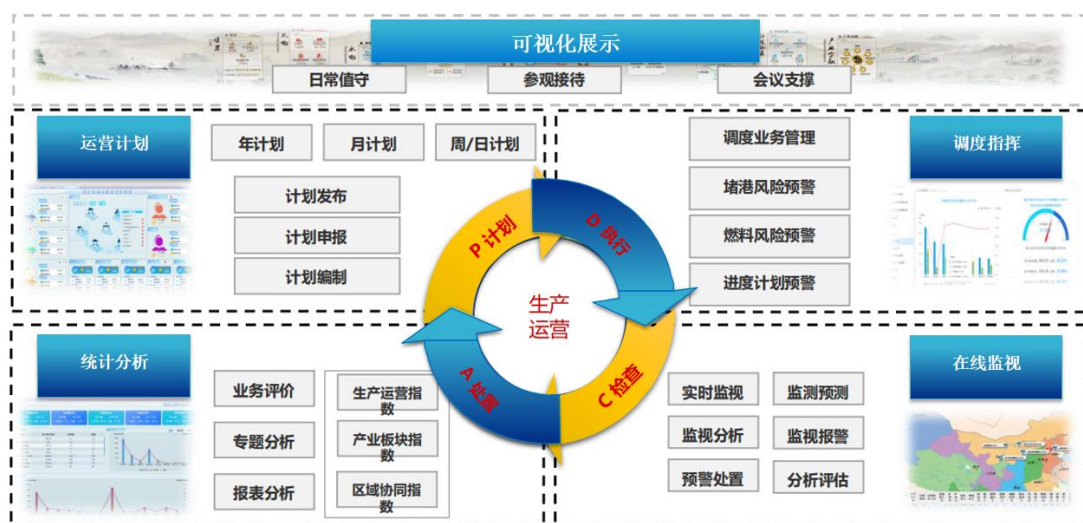 可视化展示
日常值守
参观接待
会议支撑
运营计划
年计划
月计划
周/日计划
计划发布
计划申报
计划编制
调度业务管理
堵港风险预警
燃料风险预警
进度计划预警
调度指挥
P 计划
D 执行
生产
运营
A 处置
C 检查
统计分析
业务评价
专题分析
报表分析
生产运营指
数
产业板块指
数
区域协同指
数
实时监视
监测预测
监视分析
监视报警
预警处置
分析评估
在线监视